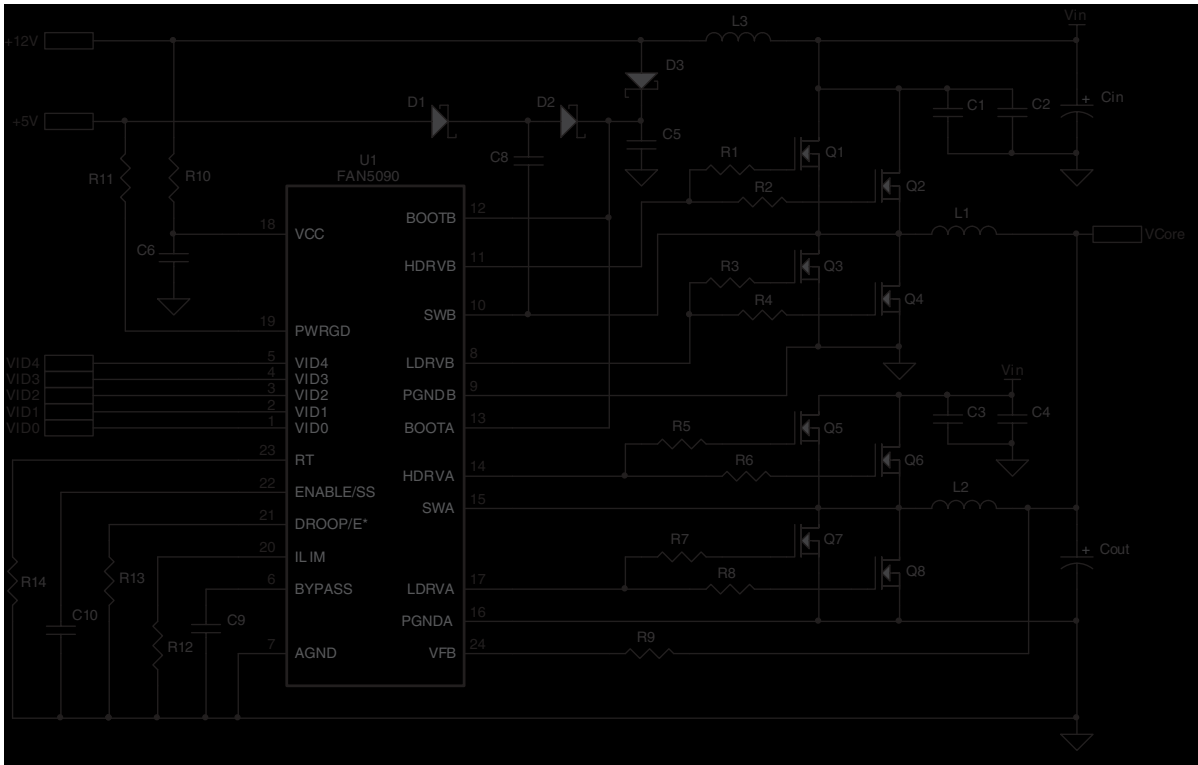 L3
Vin
+12V
D3
D1
D2
C1
C2
+
Cin
+5V
C5
U1
FAN5090
C8
R1
Q1
R11
R10
R2
Q2
12
BOOTB
L1
18
VCC
VCore
C6
11
HDRVB
R3
Q3
R4
Q4
10
SWB
19
PWRGD
VID4
5
VID4
8
LDRVB
VID3
4
VID3
Vin
VID2
3
VID2
9
PGNDB
VID1
2
VID1
C3
C4
VID0
1
VID0
13
BOOTA
R5
Q5
23
RT
R6
Q6
14
HDRVA
22
ENABLE/SS
L2
15
SWA
21
DROOP/E*
R7
Q7
20
ILIM
+
Cout
R14
R13
R8
Q8
6
BYPASS
17
LDRVA
C10
C9
16
PGNDA
R12
R9
7
AGND
24
VFB